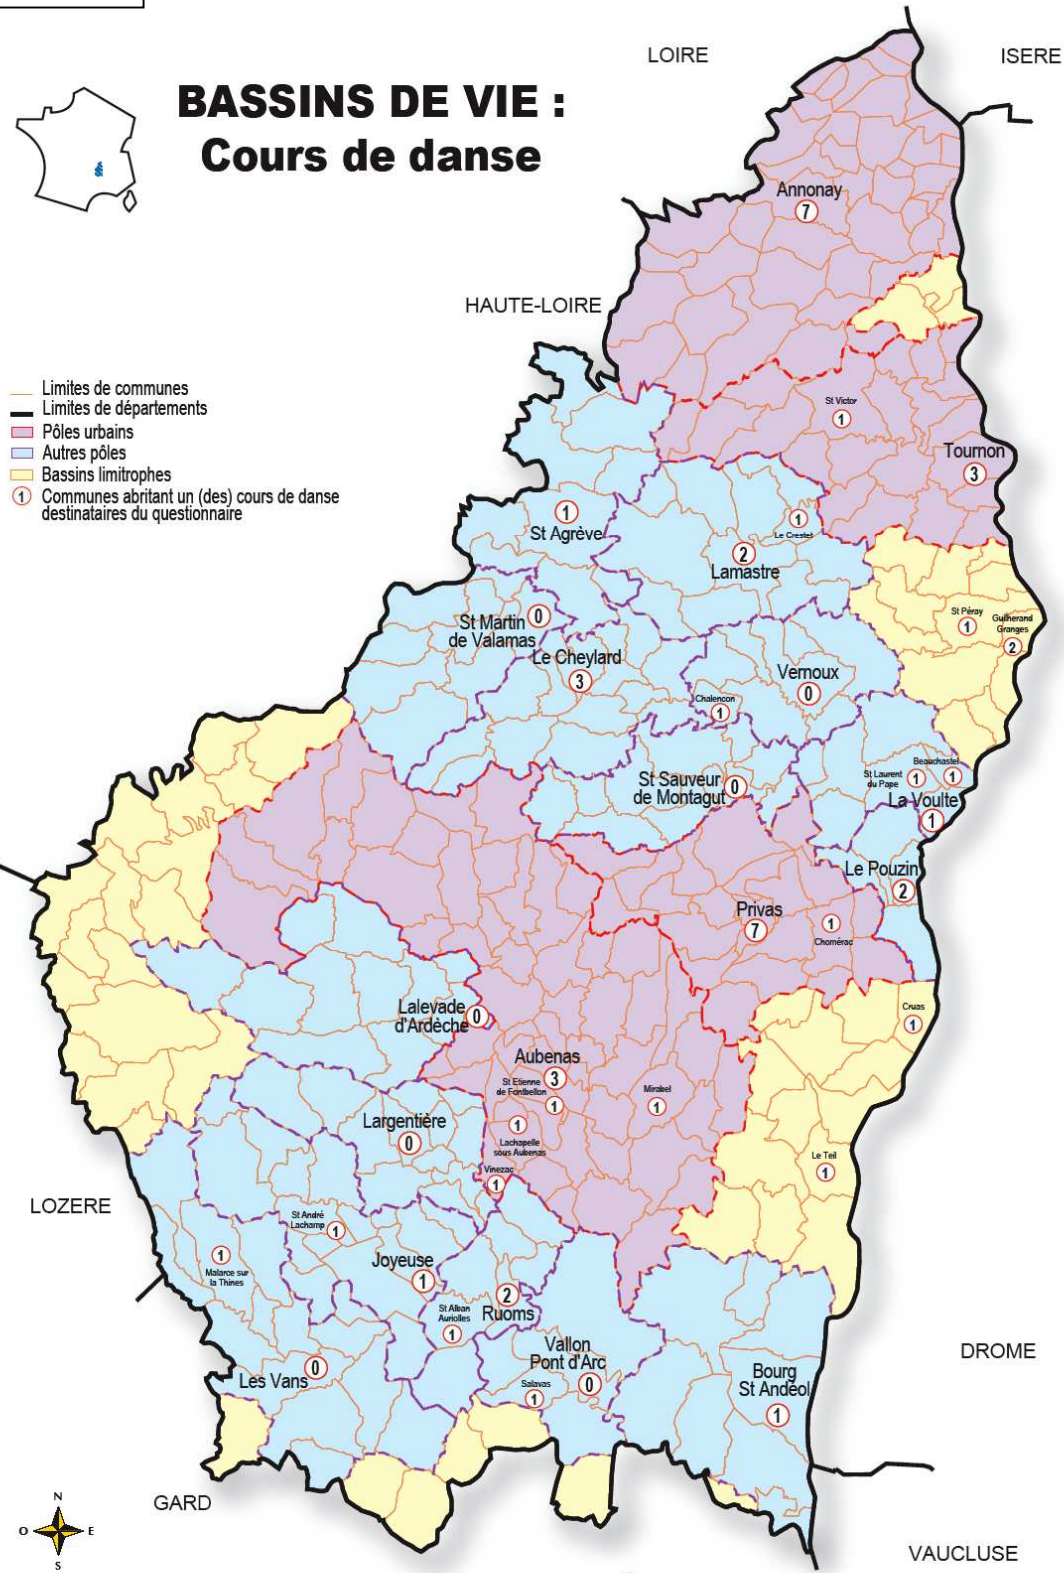 LOIRE
ISERE
BASSINS DE VIE :
Cours de danse
Annonay
7
HAUTE-LOIRE
Limites de communes
Limites de départements
Pôles urbains
Autres pôles
Bassins limitrophes
1 Communes abritant un (des) cours de danse
destinataires du questionnaire
St Victor
1
Tournon
3
1
St Agrève
1
Le Crestet
2
Lamastre
St Martin
de Valamas
0
St Péray
1
Guilherand
Granges
2
Le Cheylard
3
Vernoux
0
Chalencon
1
St Sauveur
de Montagut
0
St Laurent
du Pape
1
Beauchastel
1
La Voulte
1
Le Pouzin
2
Privas
7
1
Chomérac
Lalevade
d'Ardèche
0
Cruas
1
Aubenas
3
St Etienne
de Fontbellon
1
Mirabel
1
Largentière
0
1
Lachapelle
sous Aubenas
Vinezac
1
Le Teil
1
LOZERE
St André
Lachamp
1
1
Malarce sur
la Thines
Joyeuse
1
2
Ruoms
St Alban
Auriolles
1
Vallon
Pont d'Arc
0
Les Vans
0
Salavas
1
Bourg
St Andéol
1
DROME
GARD
N
O
E
S
VAUCLUSE